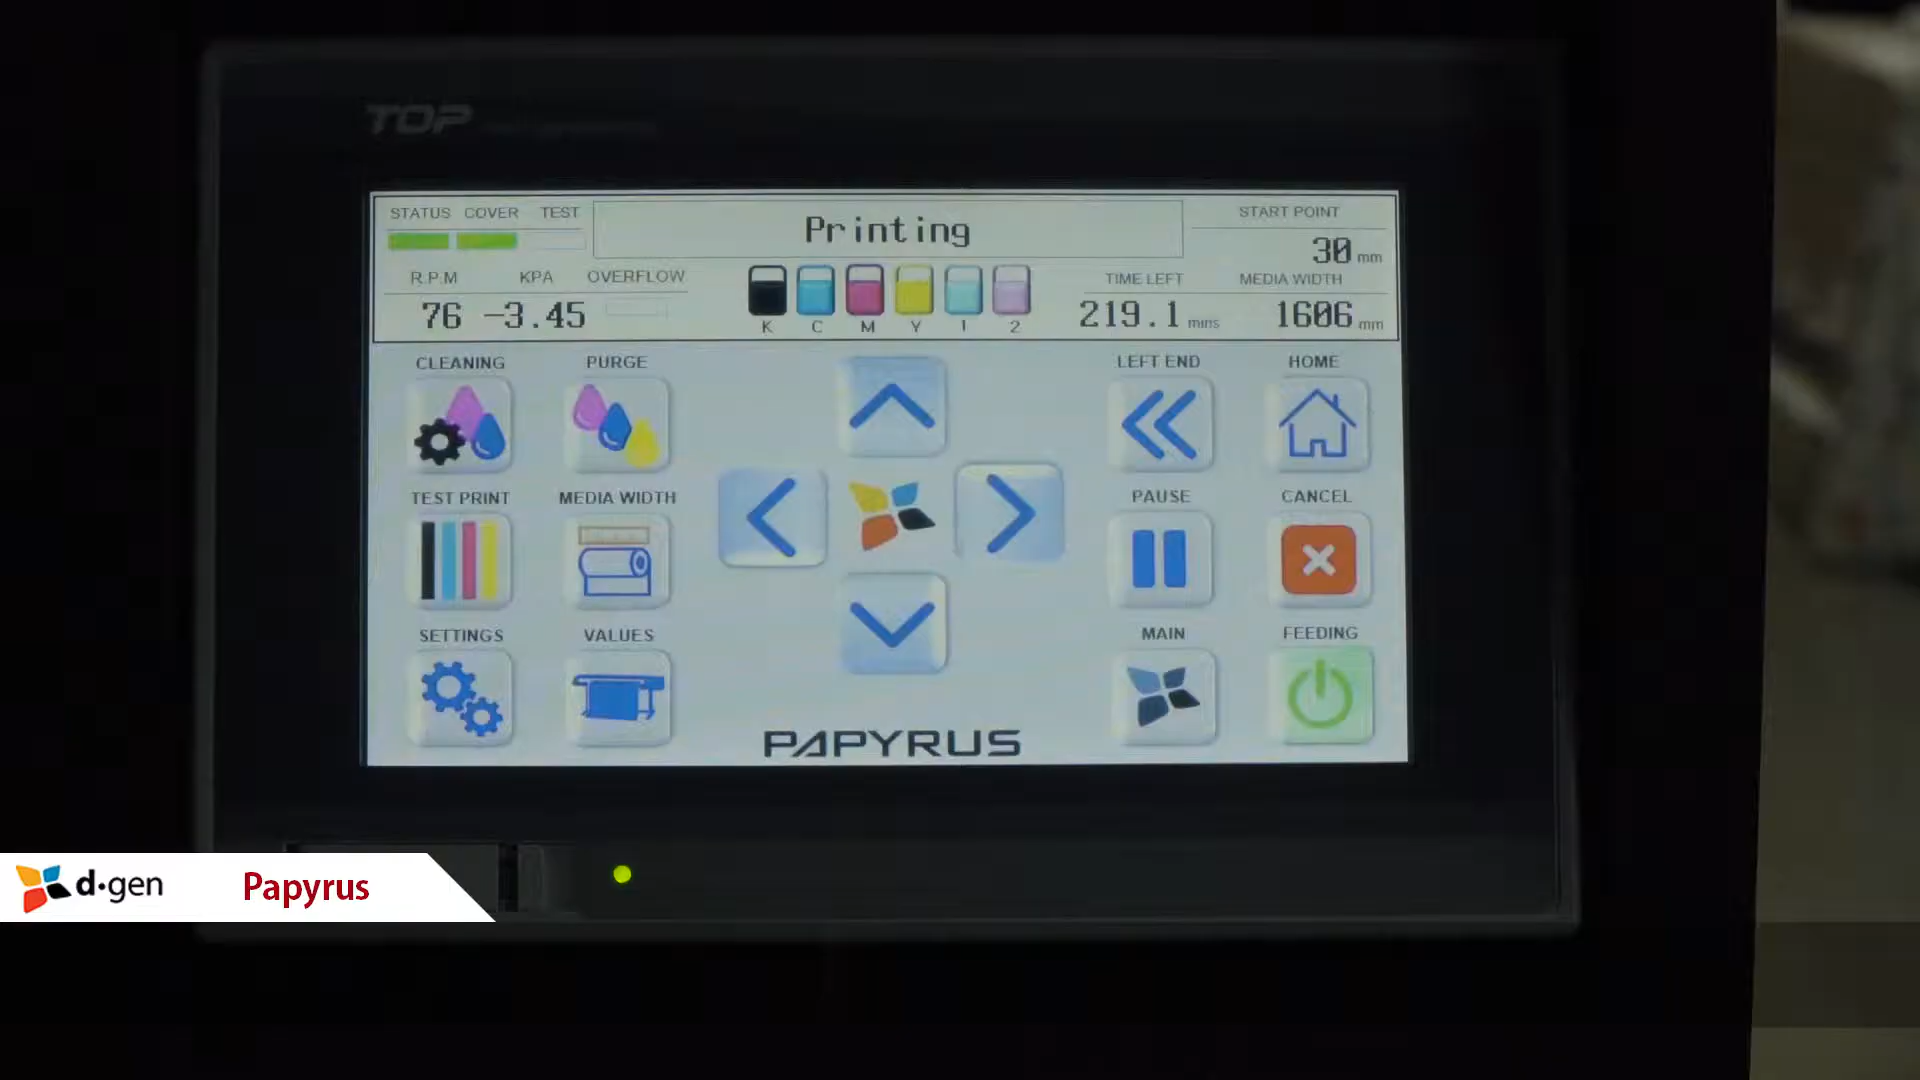 TOP
STATUS COVER TEST
Printing
START POINT
30 mm
R.P.M KPA OVERFLOW
TIME LEFT MEDIA WIDTH
76 -3.45
219.1 mins 1606 mm
K C M Y 1 2
CLEANING PURGE
LEFT END HOME
TEST PRINT MEDIA WIDTH
PAUSE CANCEL
SETTINGS VALUES
MAIN FEEDING
PAPYRUS
d·gen Papyrus